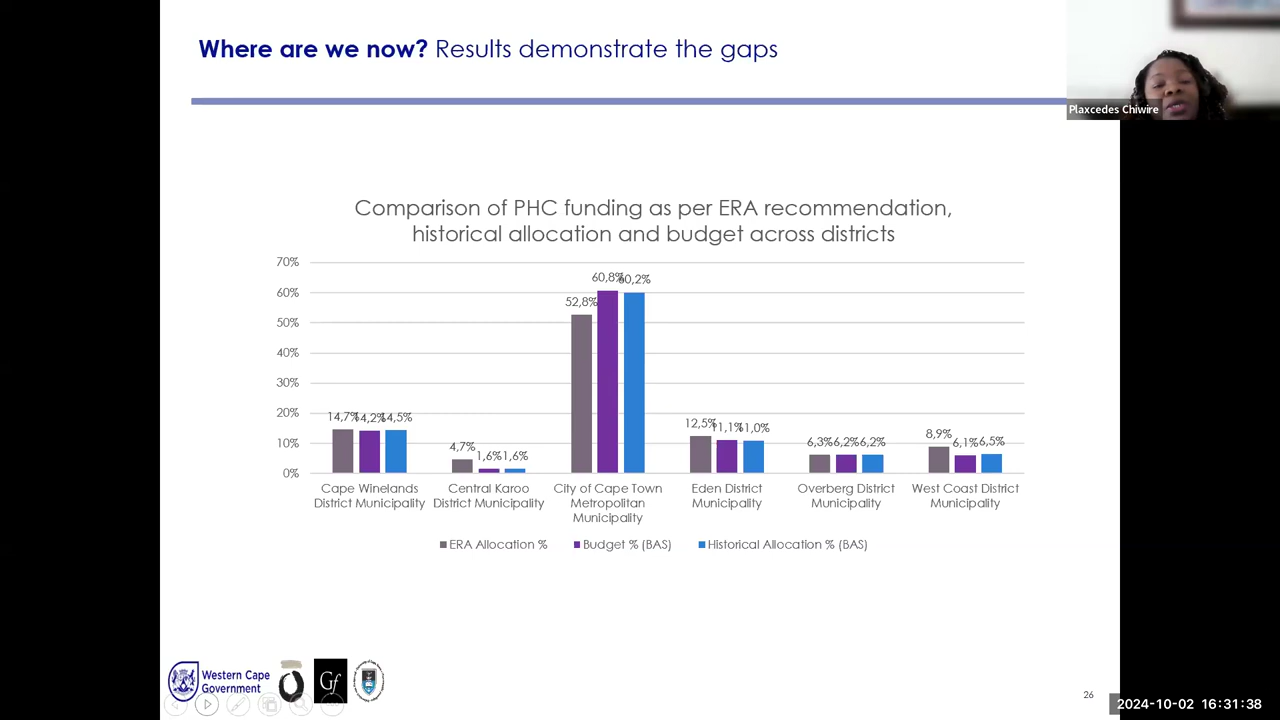 Where are we now? Results demonstrate the gaps
Plaxcedes Chiwire
Comparison of PHC funding as per ERA recommendation,
historical allocation and budget across districts
70%
60%
50%
40%
30%
20%
10%
0%
14,7% 14,2% 14,5%
4,7% 1,6% 1,6%
52,8% 60,8% 60,2%
12,5% 11,1% 11,0%
6,3% 6,2% 6,2%
8,9% 6,1% 6,5%
Cape Winelands
District Municipality
Central Karoo
District Municipality
City of Cape Town
Metropolitan
Municipality
Eden District
Municipality
Overberg District
Municipality
West Coast District
Municipality
ERA Allocation %
Budget % (BAS)
Historical Allocation % (BAS)
Western Cape
Government
Gf
26
2024-10-02 16:31:38